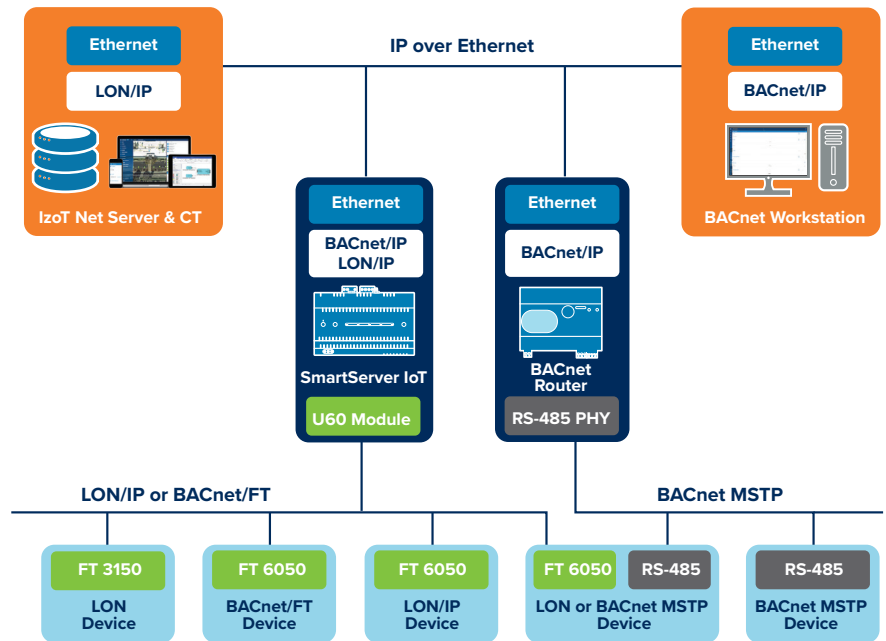 Ethernet
LON/IP
IzoT Net Server & CT
IP over Ethernet
Ethernet
BACnet/IP
BACnet Workstation
Ethernet
BACnet/IP
LON/IP
SmartServer IoT
U60 Module
Ethernet
BACnet/IP
BACnet
Router
RS-485 PHY
LON/IP or BACnet/FT
BACnet MSTP
FT 3150
LON
Device
FT 6050
BACnet/FT
Device
FT 6050
LON/IP
Device
FT 6050
RS-485
LON or BACnet MSTP
Device
RS-485
BACnet MSTP
Device